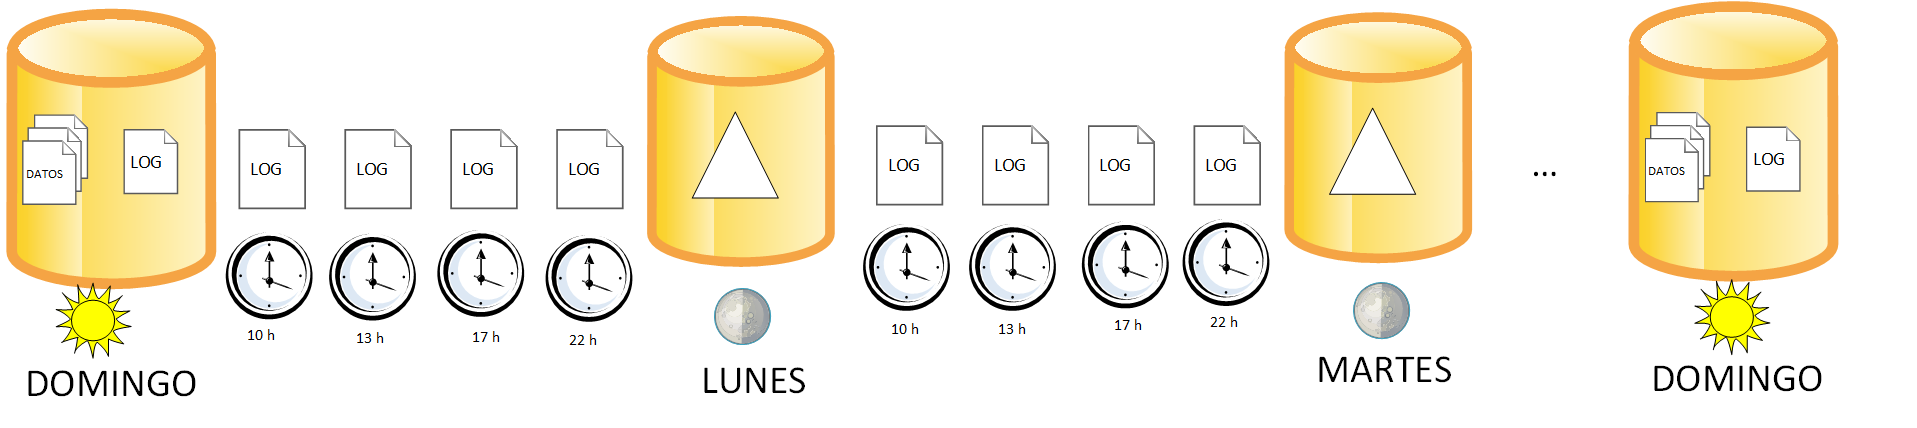 DATOS
LOG
LOG
LOG
LOG
LOG
LOG
LOG
LOG
LOG
...
DATOS
LOG
10 h
13 h
17 h
22 h
10 h
13 h
17 h
22 h
DOMINGO
LUNES
MARTES
DOMINGO